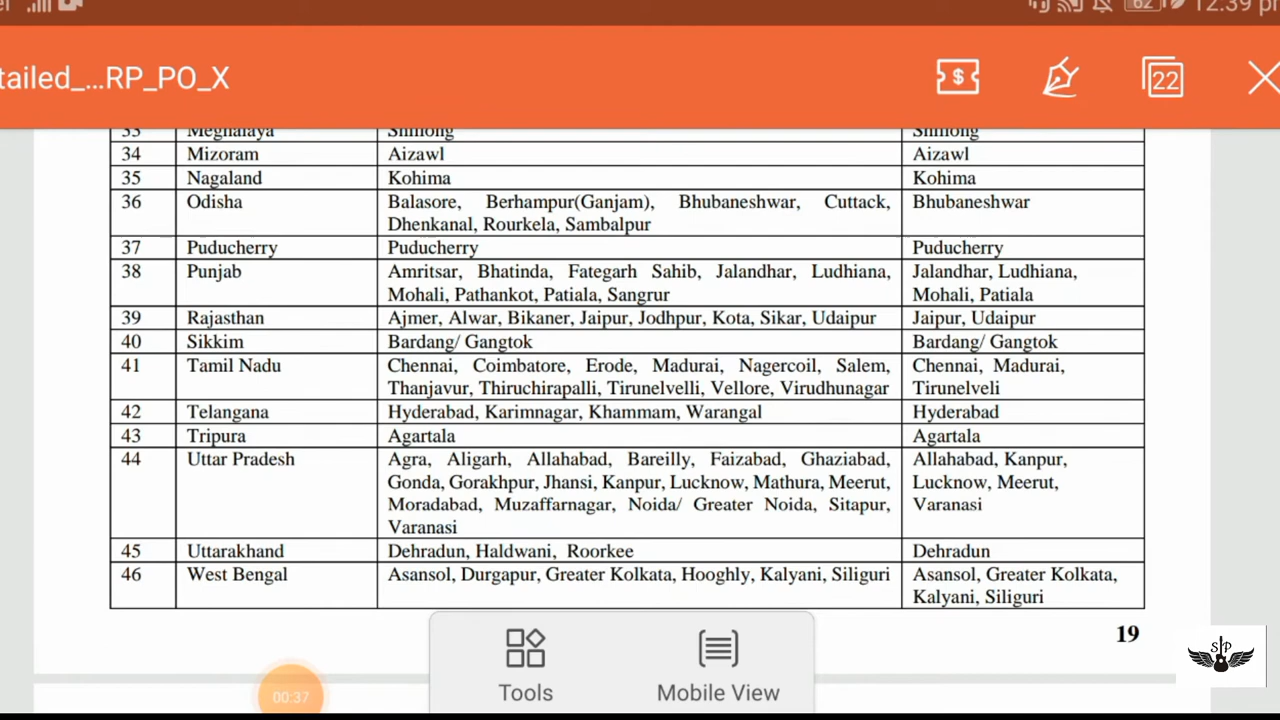 62
12.39
tailed_...RP_PO_X
22
33 Meghalaya Shillong Shillong
34 Mizoram Aizawl Aizawl
35 Nagaland Kohima Kohima
36 Odisha Balasore, Berhampur(Ganjam), Bhubaneshwar, Cuttack, Bhubaneshwar
Dhenkanal, Rourkela, Sambalpur
37 Puducherry Puducherry Puducherry
38 Punjab Amritsar, Bhatinda, Fategarh Sahib, Jalandhar, Ludhiana, Jalandhar, Ludhiana,
Mohali, Pathankot, Patiala, Sangrur Mohali, Patiala
39 Rajasthan Ajmer, Alwar, Bikaner, Jaipur, Jodhpur, Kota, Sikar, Udaipur Jaipur, Udaipur
40 Sikkim Bardang/ Gangtok Bardang/ Gangtok
41 Tamil Nadu Chennai, Coimbatore, Erode, Madurai, Nagercoil, Salem, Chennai, Madurai,
Thanjavur, Thiruchirapalli, Tirunelvelli, Vellore, Virudhunagar Tirunelveli
42 Telangana Hyderabad, Karimnagar, Khammam, Warangal Hyderabad
43 Tripura Agartala Agartala
44 Uttar Pradesh Agra, Aligarh, Allahabad, Bareilly, Faizabad, Ghaziabad, Allahabad, Kanpur,
Gonda, Gorakhpur, Jhansi, Kanpur, Lucknow, Mathura, Meerut, Lucknow, Meerut,
Moradabad, Muzaffarnagar, Noida/ Greater Noida, Sitapur, Varanasi
Varanasi
45 Uttarakhand Dehradun, Haldwani, Roorkee Dehradun
46 West Bengal Asansol, Durgapur, Greater Kolkata, Hooghly, Kalyani, Siliguri Asansol, Greater Kolkata,
Kalyani, Siliguri
19
SP
Tools Mobile View
00:37